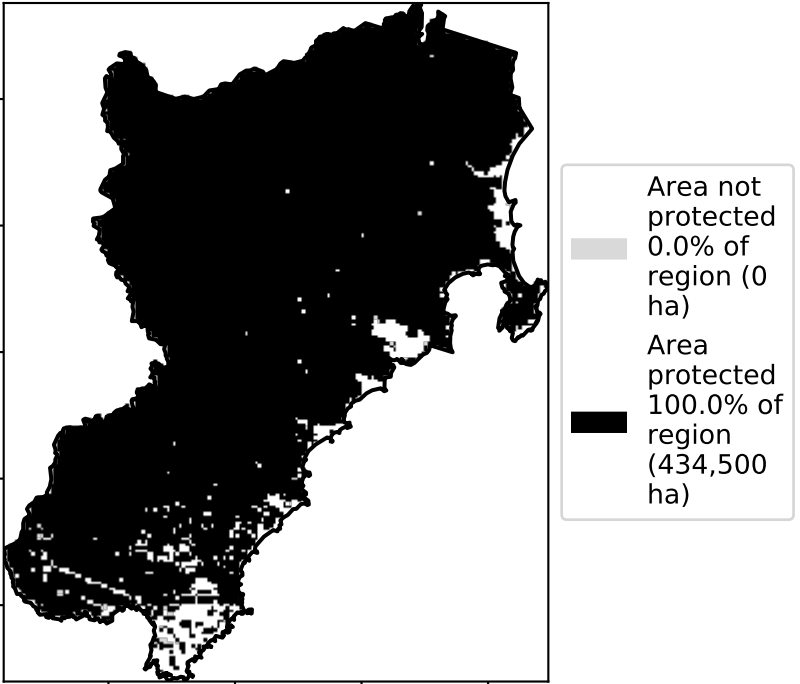 Area not
protected
0.0% of
region (0
ha)
Area
protected
100.0% of
region
(434,500
ha)